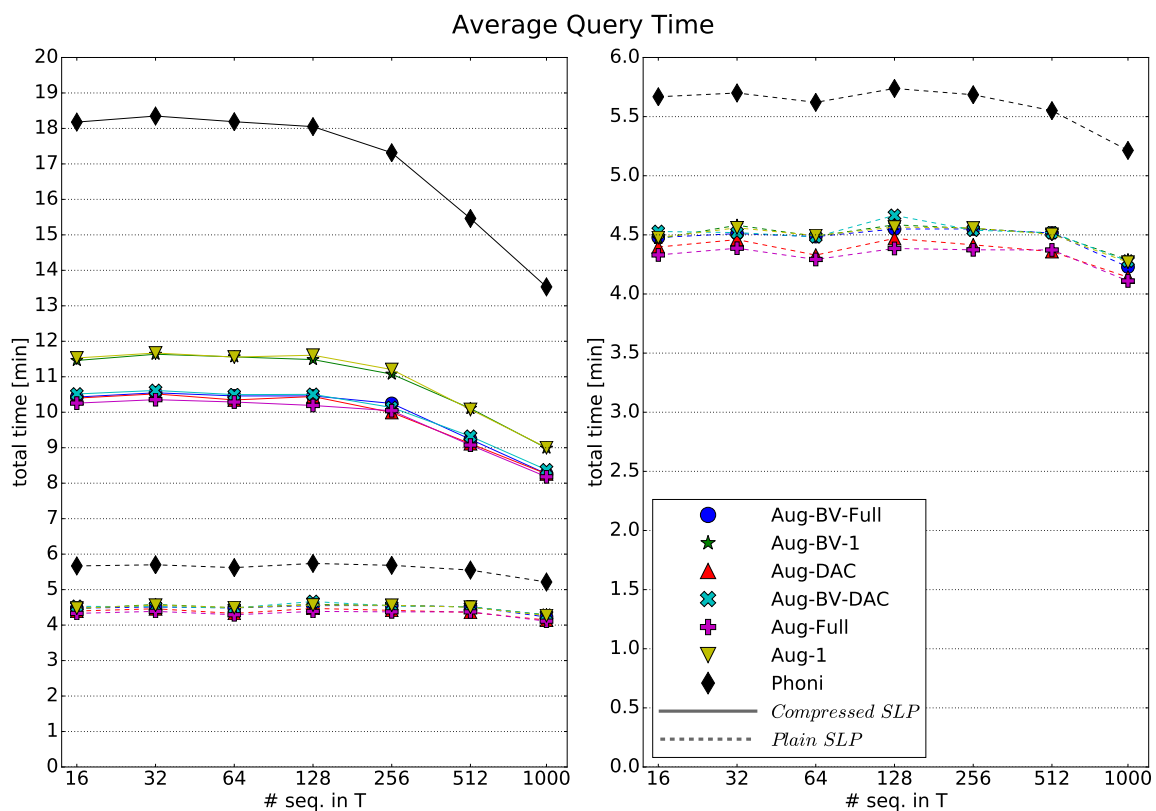 Average Query Time
20
19
18
17
16
15
14
13
12
11
10
9
8
7
6
5
4
3
2
1
0
total time [min]
16 32 64 128 256 512 1000
# seq. in T
6.0
5.5
5.0
4.5
4.0
3.5
3.0
2.5
2.0
1.5
1.0
0.5
0.0
total time [min]
16 32 64 128 256 512 1000
# seq. in T
Aug-BV-Full
Aug-BV-1
Aug-DAC
Aug-BV-DAC
Aug-Full
Aug-1
Phoni
Compressed SLP
Plain SLP